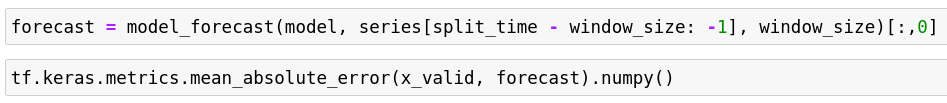 forecast = model_forecast(model, series[split_time - window_size: -1], window_size)[:,0]
tf.keras.metrics.mean_absolute_error(x_valid, forecast).numpy()